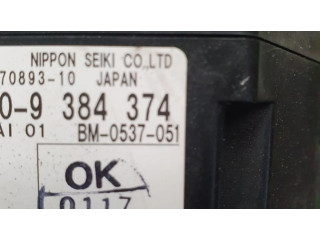 NIPPON SEIKI CO.,LTD
70893-10 JAPAN
0-9 384 374
AI 01 BM-0537-051
OK
0117